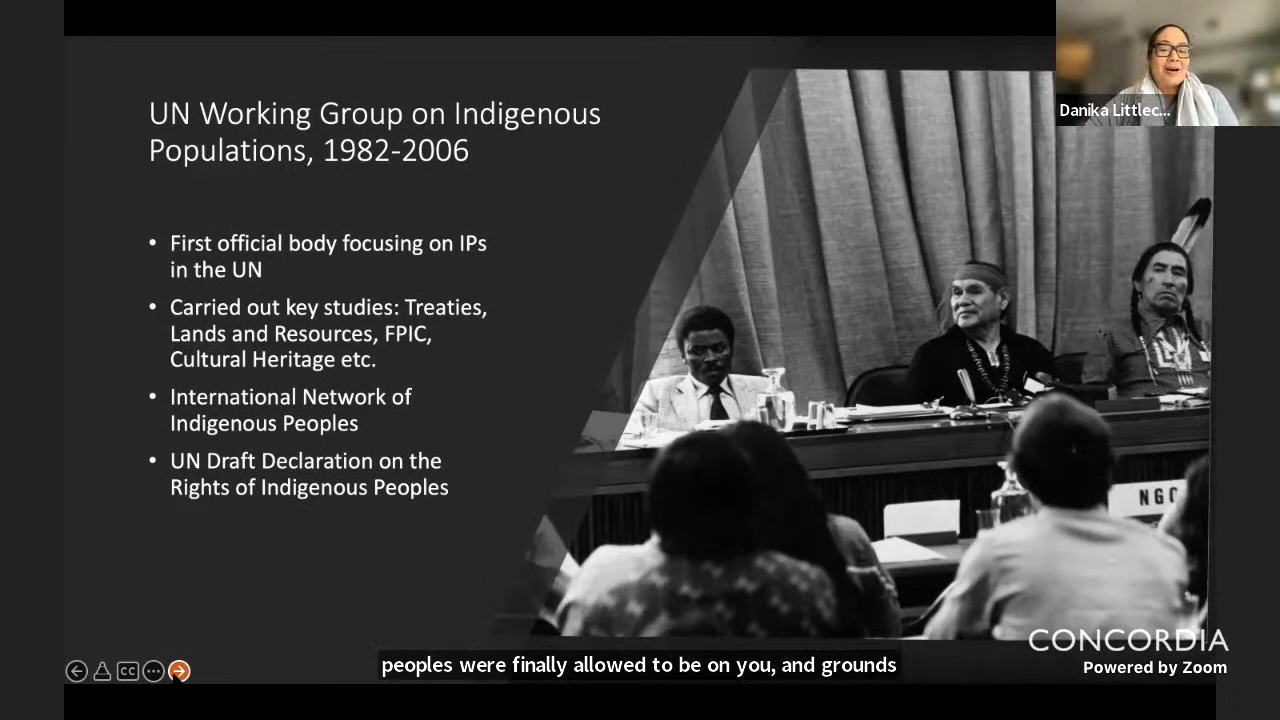 UN Working Group on Indigenous
Populations, 1982-2006
• First official body focusing on IPs
in the UN
• Carried out key studies: Treaties,
Lands and Resources, FPIC,
Cultural Heritage etc.
• International Network of
Indigenous Peoples
• UN Draft Declaration on the
Rights of Indigenous Peoples
Danika Littlec...
NGO
CONCORDIA
Powered by Zoom
CC
peoples were finally allowed to be on you, and grounds